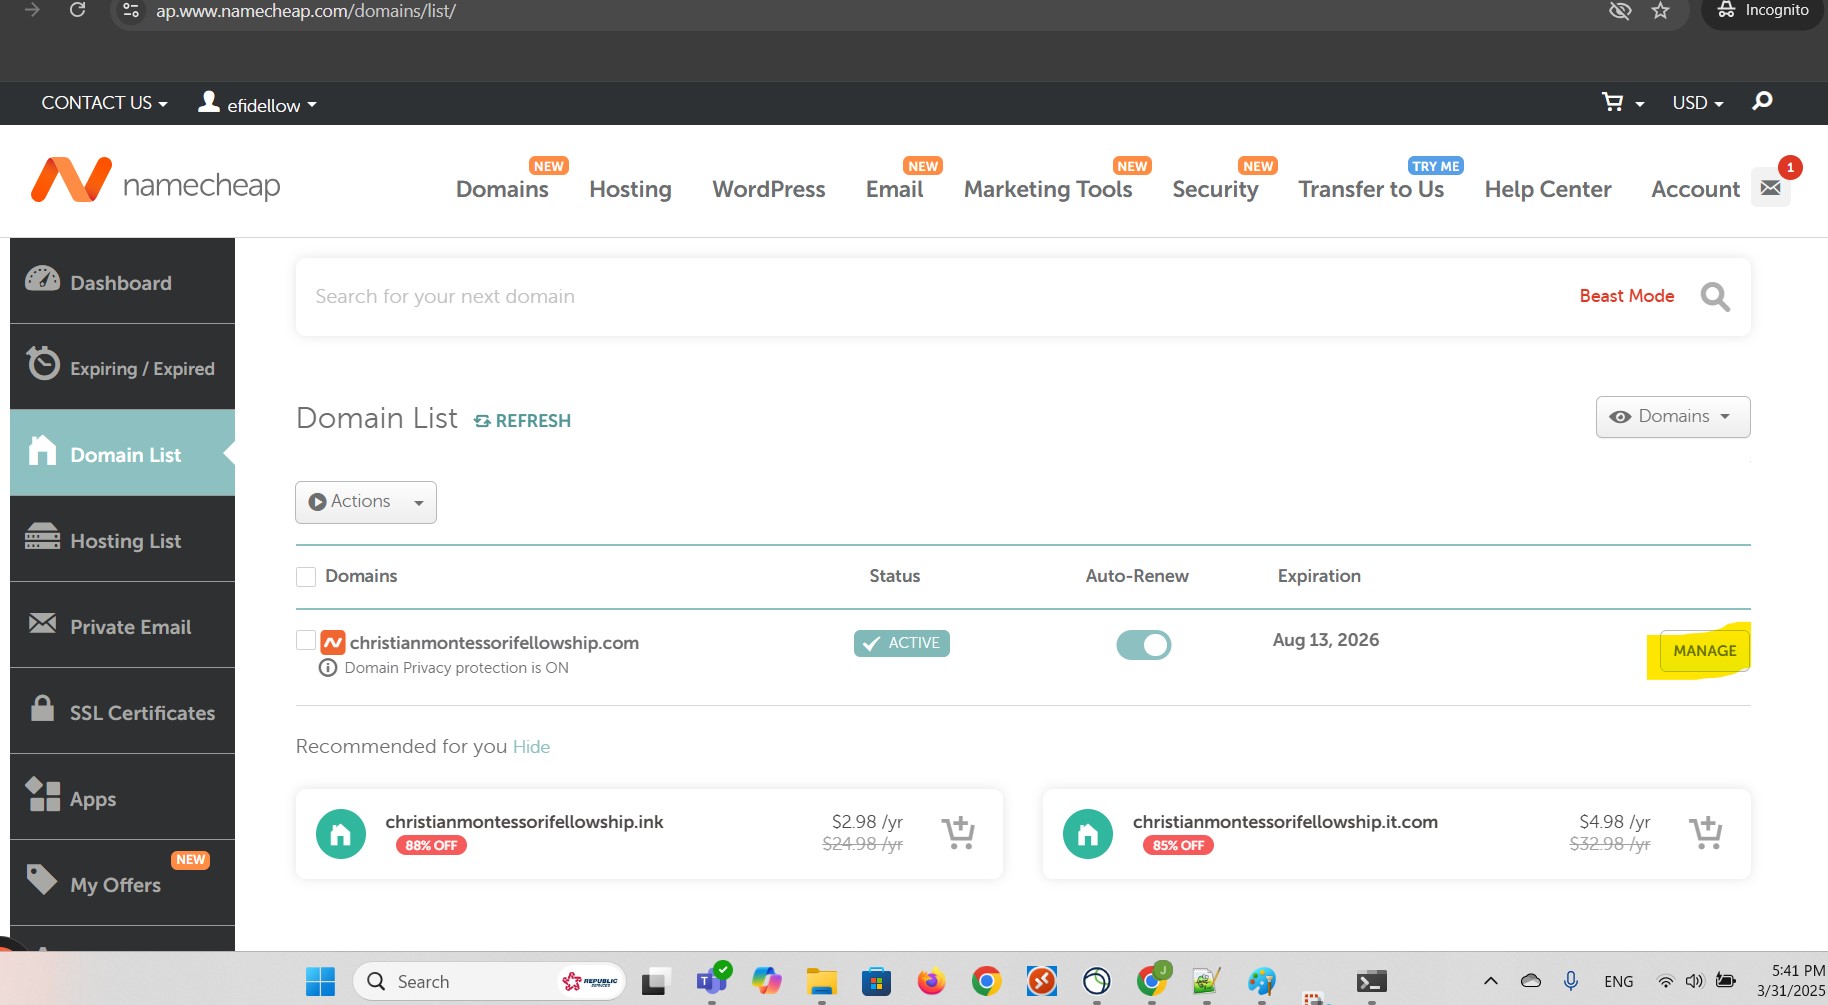 ap.www.namecheap.com/domains/list/
Incognito
CONTACT US
efidellow
USD
namecheap
NEW
Domains
Hosting
WordPress
NEW
Email
NEW
Marketing Tools
NEW
Security
TRY ME
Transfer to Us
Help Center
Account
1
Dashboard
Expiring / Expired
Domain List
Hosting List
Private Email
SSL Certificates
Apps
NEW
My Offers
Search for your next domain
Beast Mode
Domain List
REFRESH
Domains
Actions
Domains Status Auto-Renew Expiration
christianmontessorifellowship.com ACTIVE Aug 13, 2026 MANAGE
Domain Privacy protection is ON
Recommended for you Hide
christianmontessorifellowship.ink $2.98 /yr
88% OFF $24.98 /yr
christianmontessorifellowship.it.com $4.98 /yr
85% OFF $32.98 /yr
Search
REPUBLIC
SERVICES
T
J
ENG
5:41 PM
3/31/2025